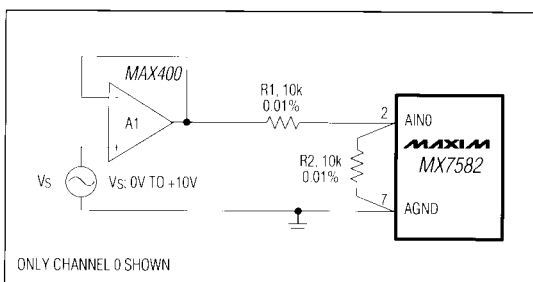 MAX400
R1, 10k
0.01%
2
AIN0
A1
−
+
MAXIM
MX7582
R2, 10k
0.01%
VS
VS: 0V TO +10V
7
AGND
ONLY CHANNEL 0 SHOWN